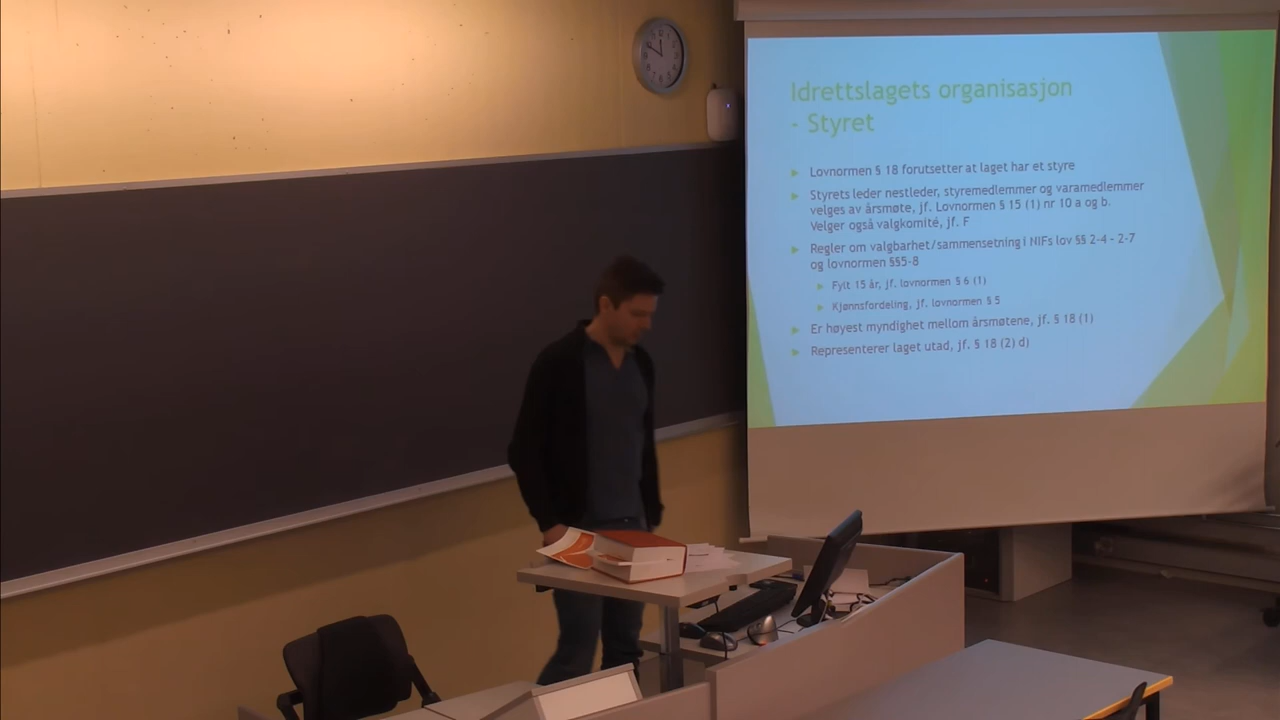 Idrettslagets organisasjon
- Styret
Lovnormen § 18 forutsetter at laget har et styre
Styrets leder nestleder, styremedlemmer og varamedlemmer
velges av årsmøte, jf. Lovnormen § 15 (1) nr 10 a og b.
Velger også valgkomité, jf. F
Regler om valgbarhet/sammensetning i NIFs lov §§ 2-4 - 2-7
og lovnormen §§5-8
Fylt 15 år, jf. lovnormen § 6 (1)
Kjønnsfordeling, jf. lovnormen § 5
Er høyest myndighet mellom årsmøtene, jf. § 18 (1)
Representerer laget utad, jf. § 18 (2) d)